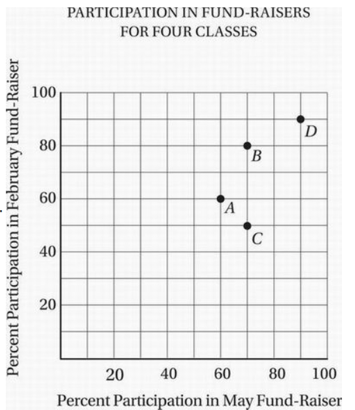 PARTICIPATION IN FUND-RAISERS
FOR FOUR CLASSES
Percent Participation in February Fund-Raiser
100
80
60
40
20
D
B
A
C
20 40 60 80 100
Percent Participation in May Fund-Raiser